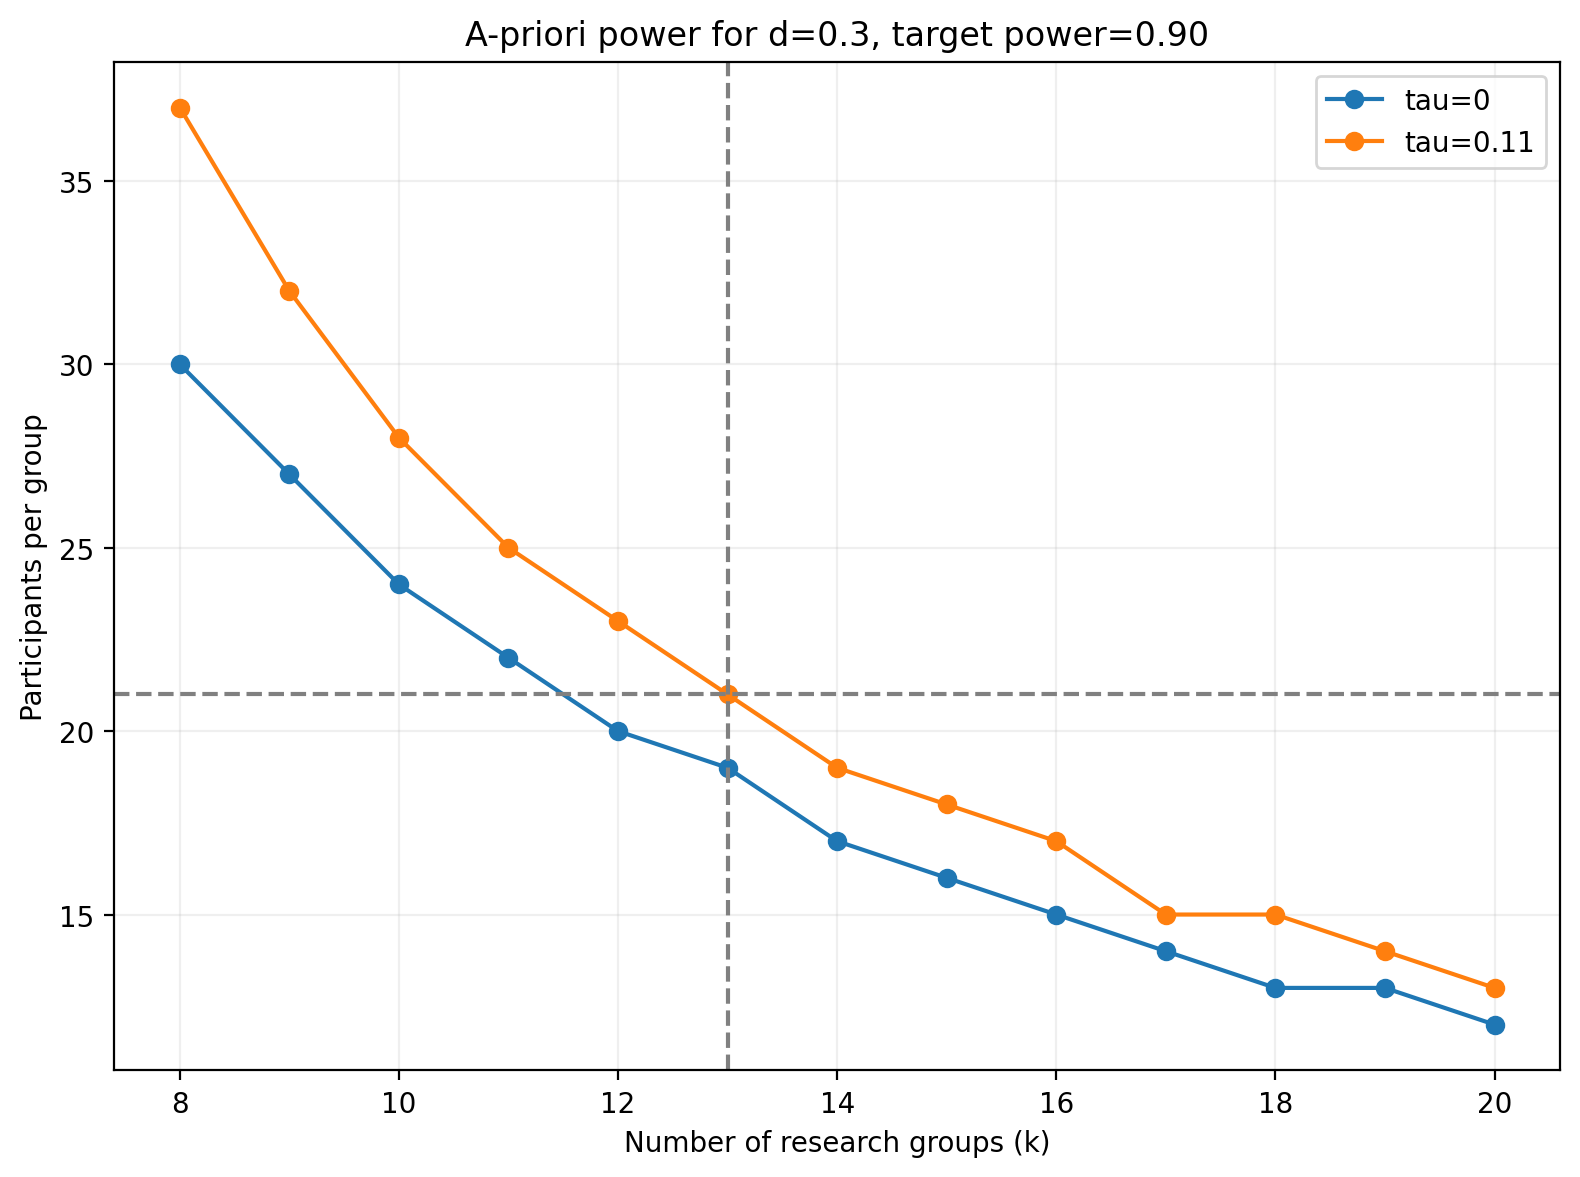 A-priori power for d=0.3, target power=0.90
tau=0
tau=0.11
Participants per group
35
30
25
20
15
8 10 12 14 16 18 20
Number of research groups (k)